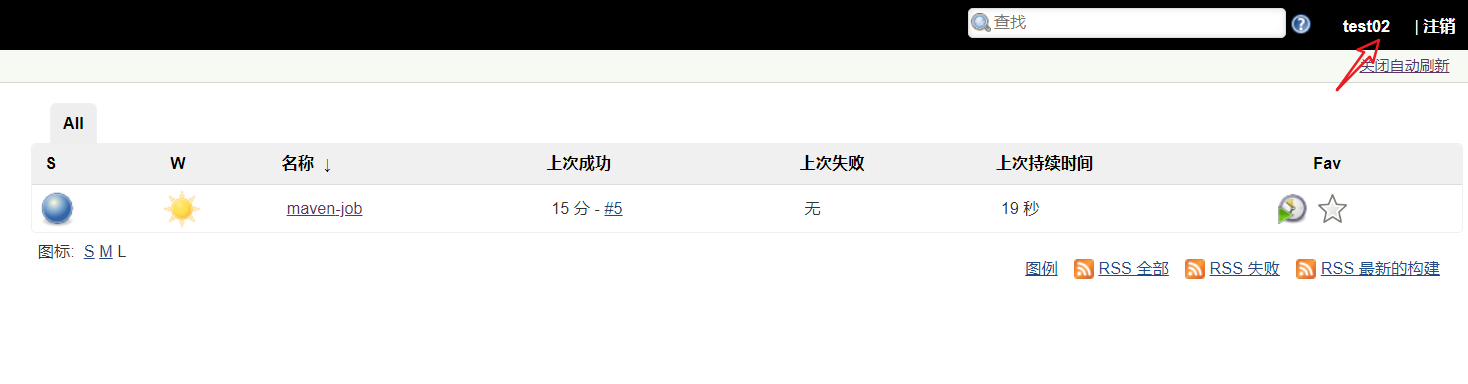 查找 test02 | 注销
关闭自动刷新
All
S W 名称 ↓ 上次成功 上次失败 上次持续时间 Fav
maven-job 15 分 - #5 无 19 秒
图标: S M L
图例 RSS 全部 RSS 失败 RSS 最新的构建